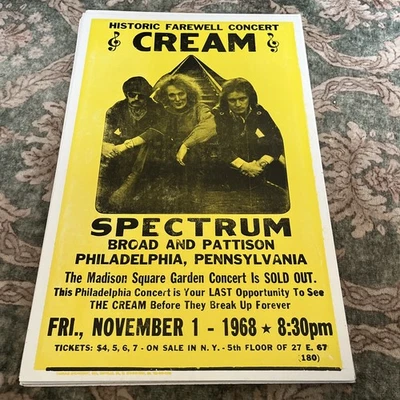 HISTORIC FAREWELL CONCERT
CREAM
SPECTRUM
BROAD AND PATTISON
PHILADELPHIA, PENNSYLVANIA
The Madison Square Garden Concert Is SOLD OUT.
This Philadelphia Concert is Your LAST Opportunity To See
THE CREAM Before They Break Up Forever
FRI., NOVEMBER 1 - 1968 ★ 8:30pm
TICKETS: $4, 5, 6, 7 - ON SALE IN N.Y. - 5th FLOOR OF 27 E. 67
(180)